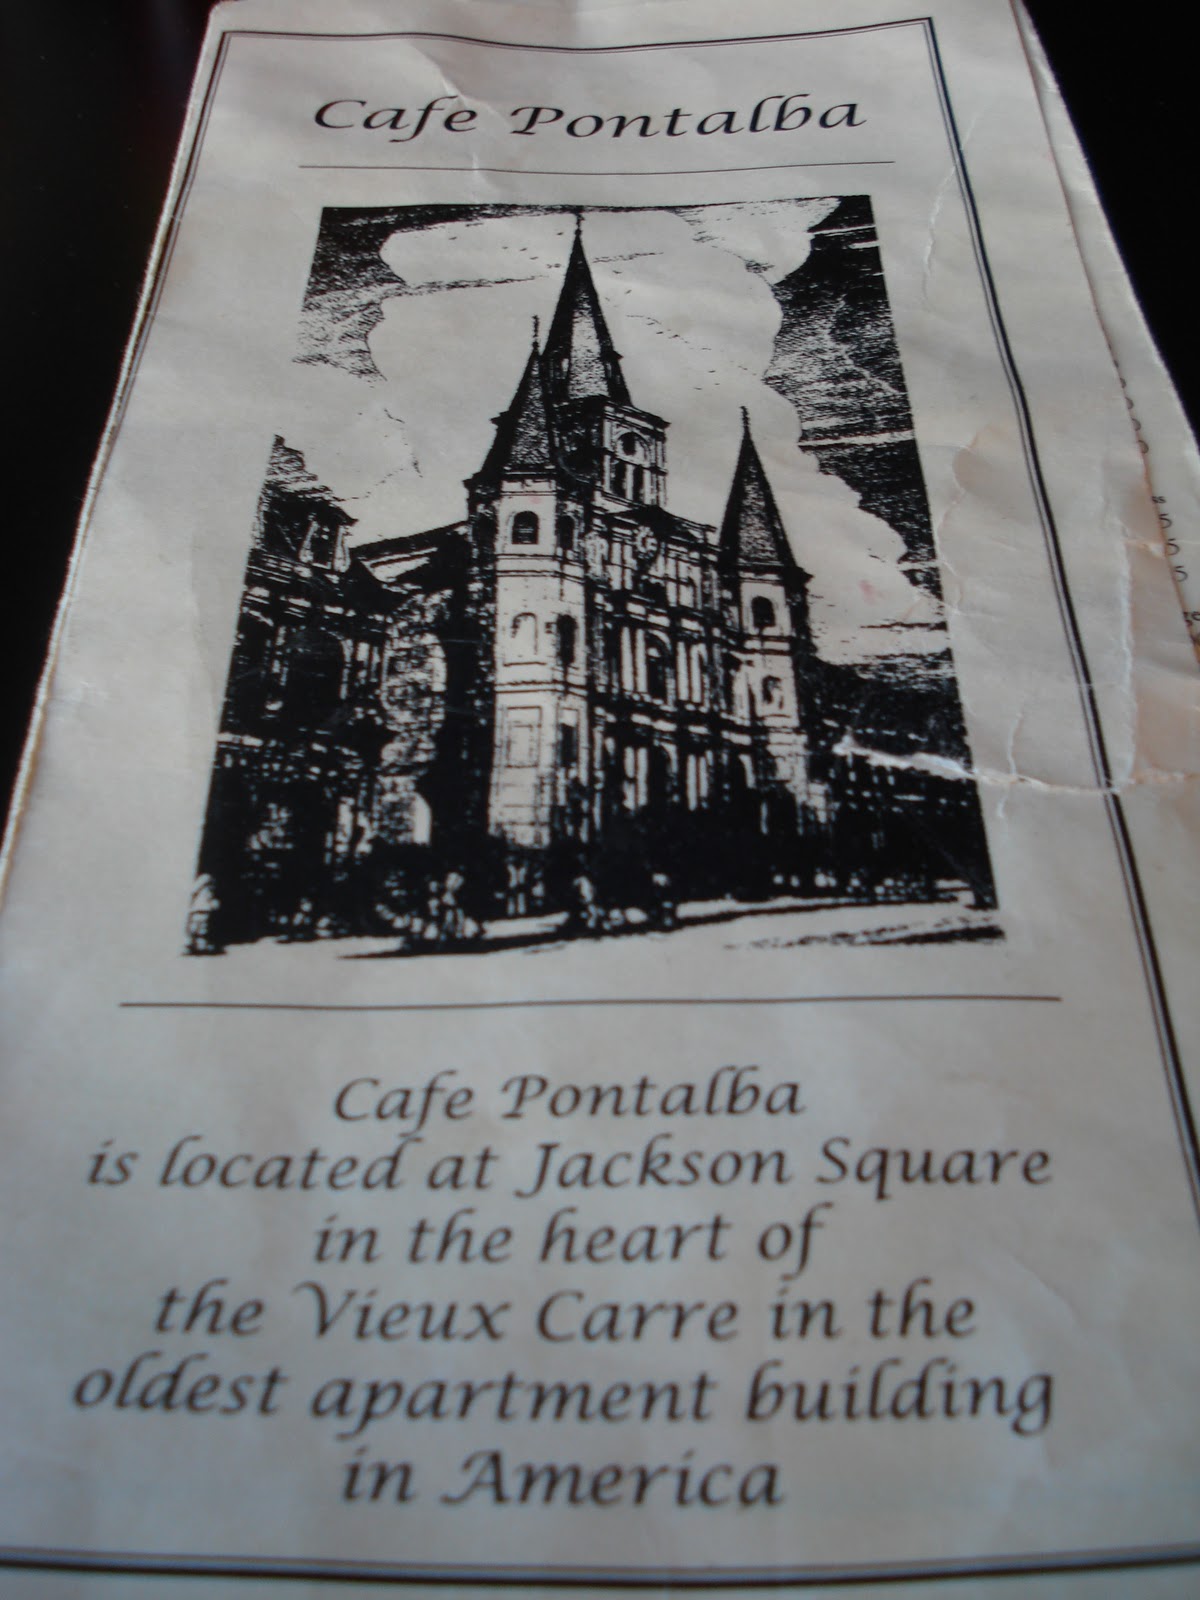 Cafe Pontalba
Cafe Pontalba
is located at Jackson Square
in the heart of
the Vieux Carre in the
oldest apartment building
in America